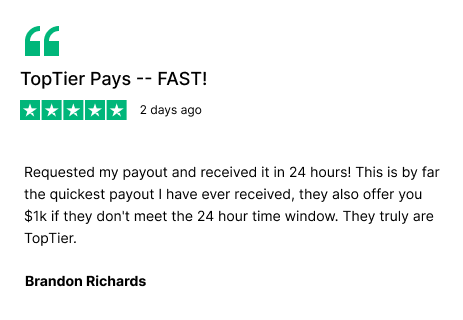 TopTier Pays -- FAST!
2 days ago
Requested my payout and received it in 24 hours! This is by far
the quickest payout I have ever received, they also offer you
$1k if they don't meet the 24 hour time window. They truly are
TopTier.
Brandon Richards